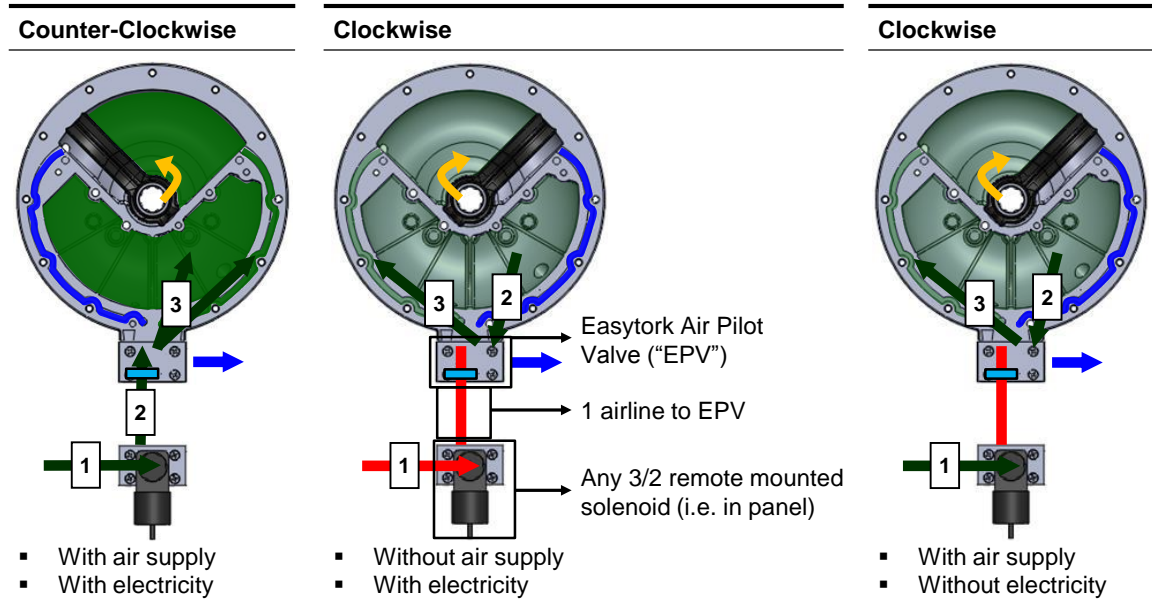 Counter-Clockwise
3
2
1
▪ With air supply
▪ With electricity
Clockwise
3
2
Easytork Air Pilot
Valve (“EPV”)
1 airline to EPV
1
Any 3/2 remote mounted
solenoid (i.e. in panel)
▪ Without air supply
▪ With electricity
Clockwise
3
2
1
▪ With air supply
▪ Without electricity